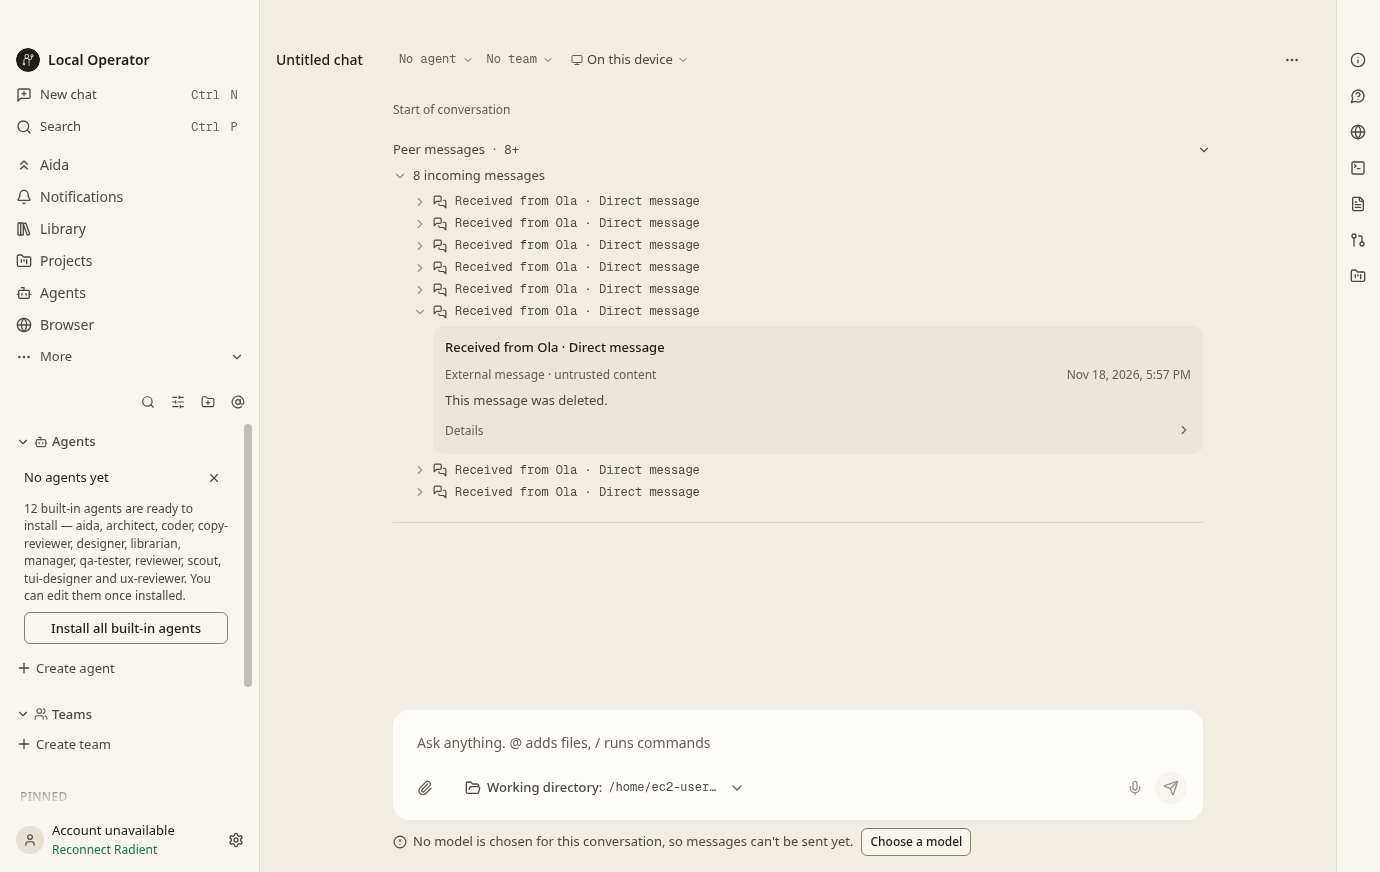 Local Operator
New chat Ctrl N
Search Ctrl P
Aida
Notifications
Library
Projects
Agents
Browser
More
Agents
No agents yet
12 built-in agents are ready to
install — aida, architect, coder, copy-
reviewer, designer, librarian,
manager, qa-tester, reviewer, scout,
tui-designer and ux-reviewer. You
can edit them once installed.
Install all built-in agents
Create agent
Teams
Create team
PINNED
Account unavailable
Reconnect Radient
Untitled chat No agent No team On this device
Start of conversation
Peer messages · 8+
8 incoming messages
Received from Ola · Direct message
Received from Ola · Direct message
Received from Ola · Direct message
Received from Ola · Direct message
Received from Ola · Direct message
Received from Ola · Direct message
Received from Ola · Direct message
External message · untrusted content Nov 18, 2026, 5:57 PM
This message was deleted.
Details
Received from Ola · Direct message
Received from Ola · Direct message
Ask anything. @ adds files, / runs commands
Working directory: /home/ec2-user…
No model is chosen for this conversation, so messages can't be sent yet. Choose a model